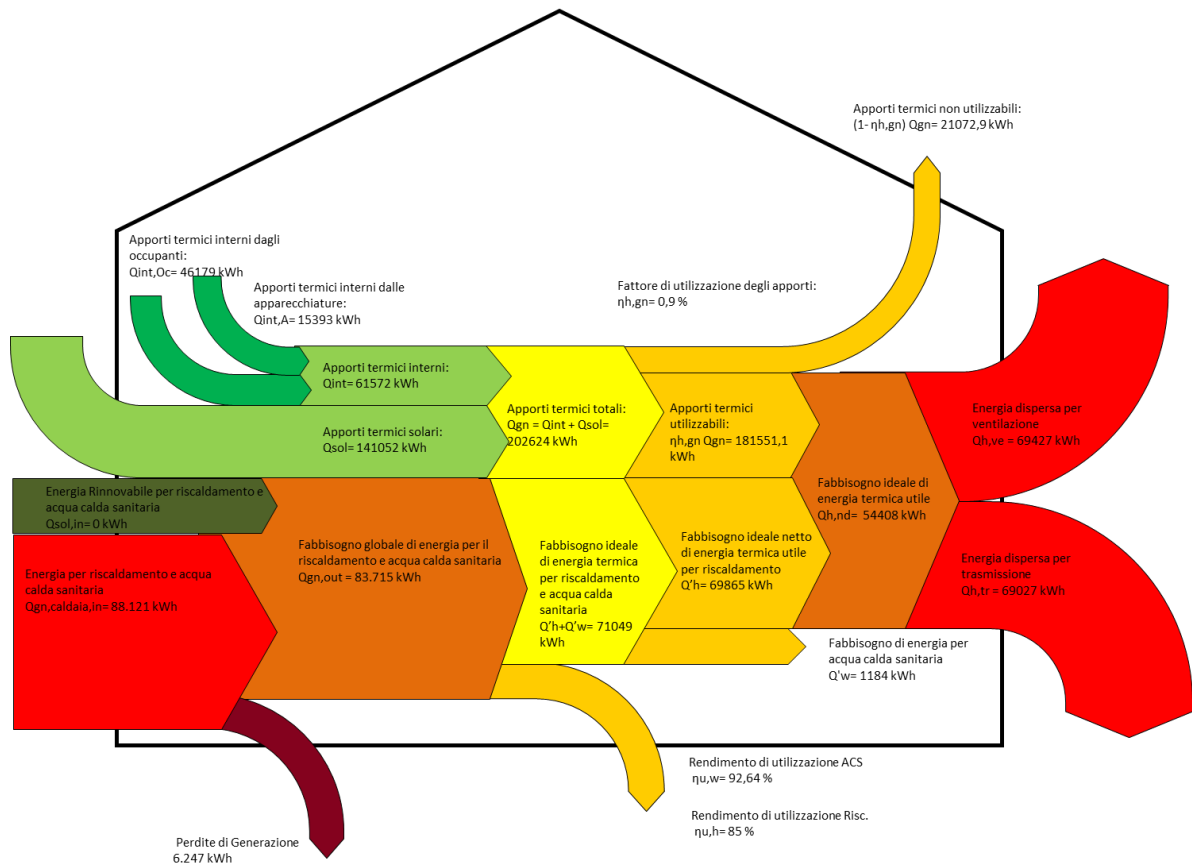 Apporti termici non utilizzabili:
(1- ηh,gn) Qgn= 21072,9 kWh
Apporti termici interni dagli
occupanti:
Qint,Oc= 46179 kWh
Apporti termici interni dalle
apparecchiature:
Qint,A= 15393 kWh
Fattore di utilizzazione degli apporti:
ηh,gn= 0,9 %
Apporti termici interni:
Qint= 61572 kWh
Apporti termici solari:
Qsol= 141052 kWh
Apporti termici totali:
Qgn = Qint + Qsol=
202624 kWh
Apporti termici
utilizzabili:
ηh,gn Qgn= 181551,1
kWh
Energia dispersa per
ventilazione
Qh,ve = 69427 kWh
Energia Rinnovabile per riscaldamento e
acqua calda sanitaria
Qsol,in= 0 kWh
Fabbisogno ideale
di energia termica
utile
Qh,nd= 54408 kWh
Energia per riscaldamento e acqua
calda sanitaria
Qgn,caldaia,in= 88.121 kWh
Fabbisogno globale di energia per il
riscaldamento e acqua calda sanitaria
Qgn,out = 83.715 kWh
Fabbisogno ideale
di energia termica
per riscaldamento
e acqua calda
sanitaria
Q’h+Q’w= 71049
kWh
Fabbisogno ideale netto
di energia termica utile
per riscaldamento
Q’h= 69865 kWh
Energia dispersa per
trasmissione
Qh,tr = 69027 kWh
Fabbisogno di energia per
acqua calda sanitaria
Q'w= 1184 kWh
Rendimento di utilizzazione ACS
ηu,w= 92,64 %
Rendimento di utilizzazione Risc.
ηu,h= 85 %
Perdite di Generazione
6.247 kWh